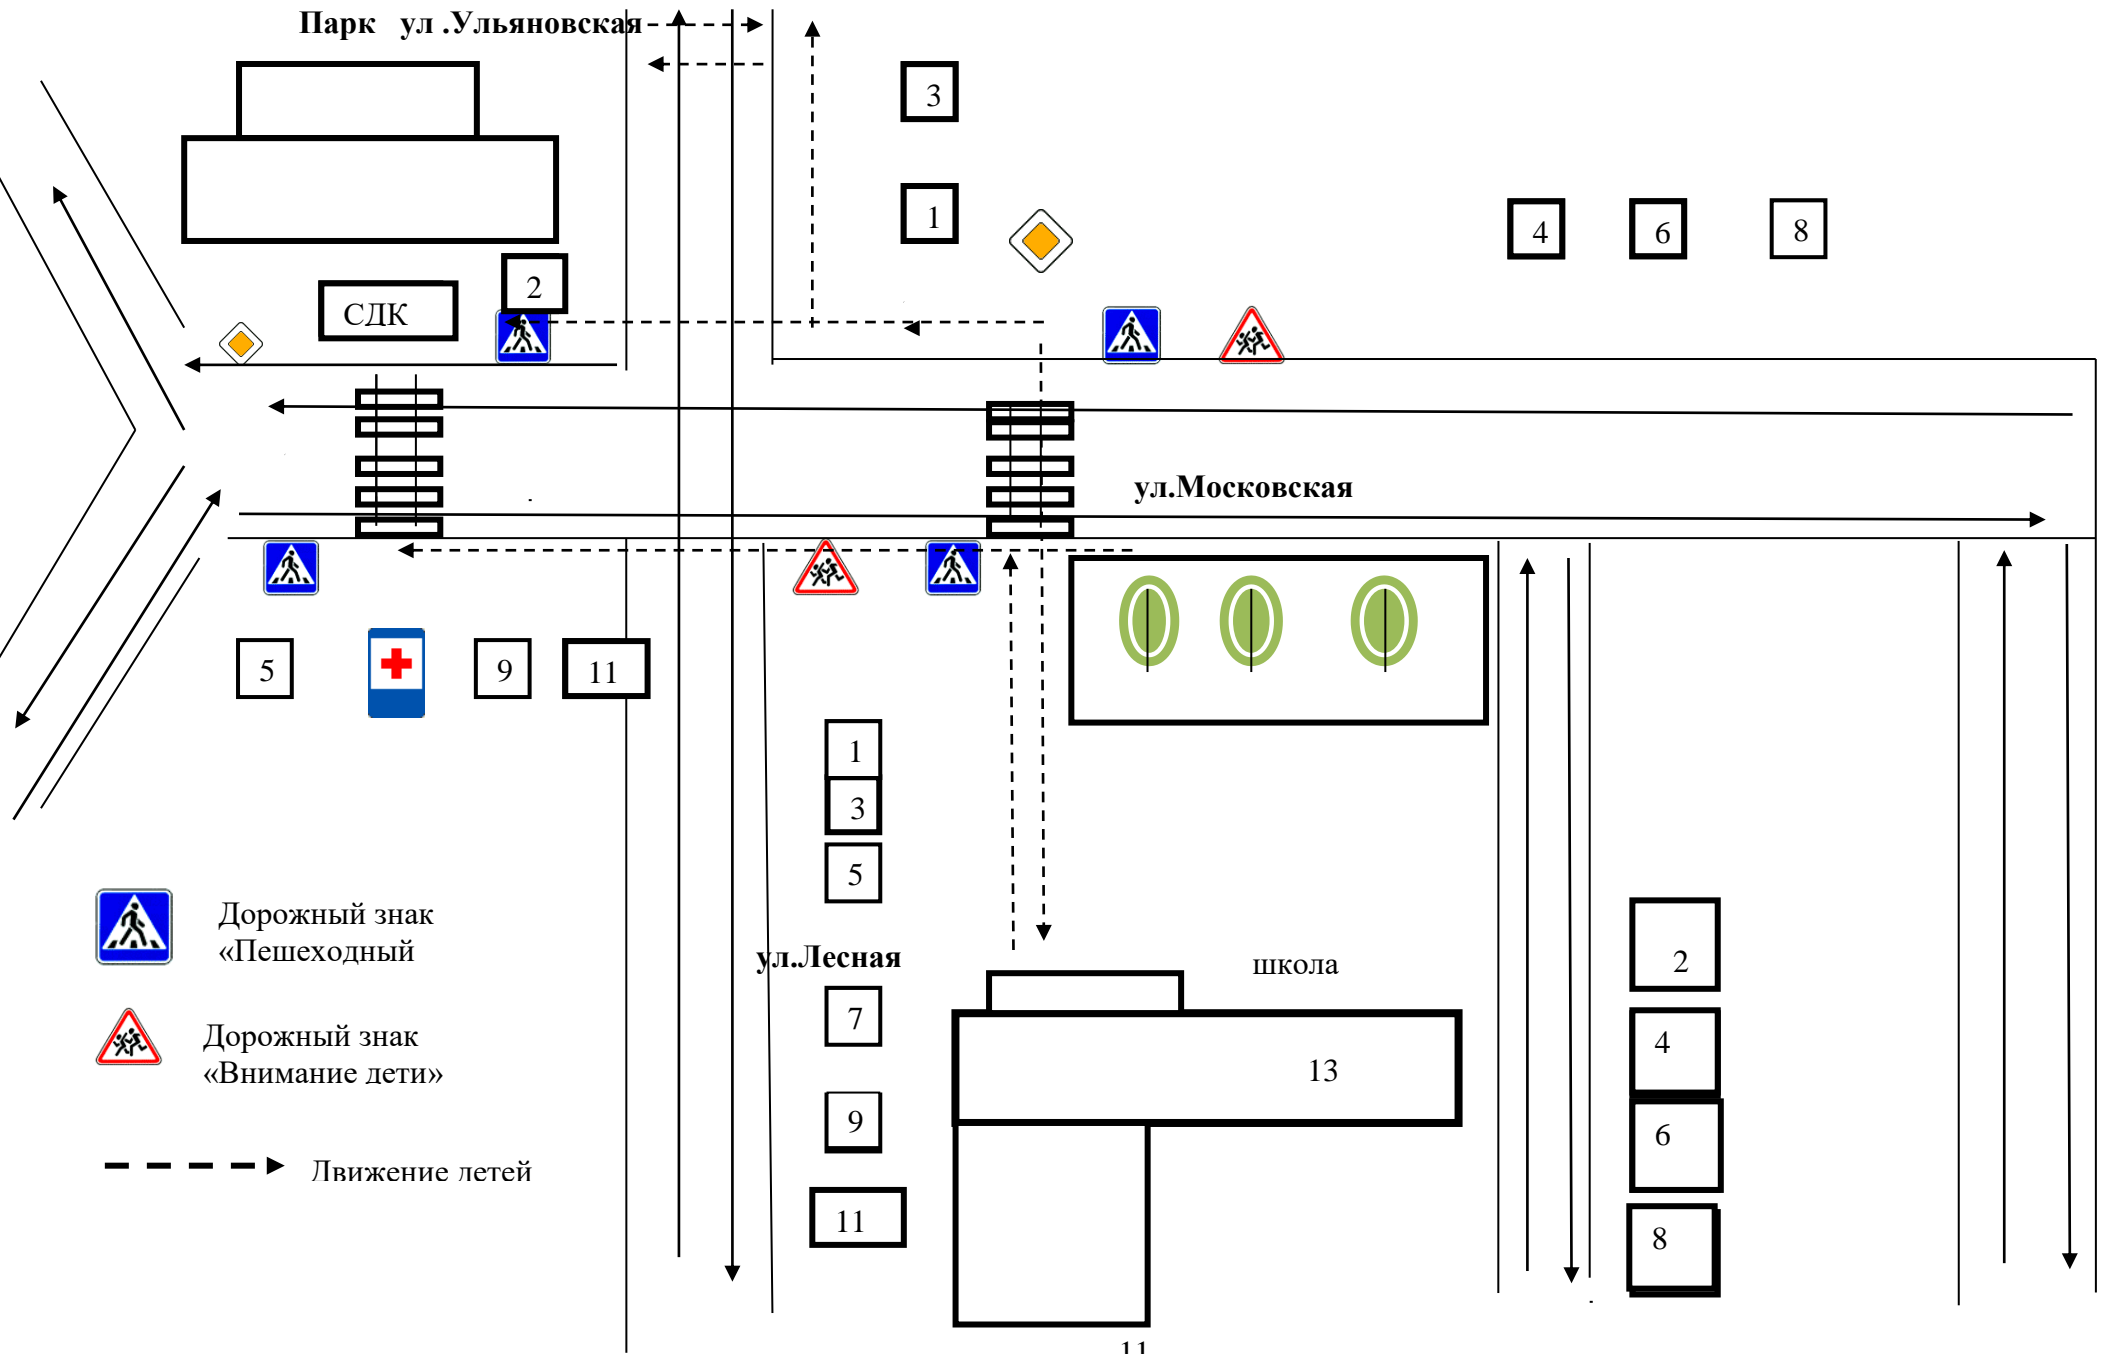 Парк ул .Ульяновская
3
1
4
6
8
2
СДК
ул.Московская
5
9
11
1
3
5
Дорожный знак
«Пешеходный
ул.Лесная
школа
2
7
4
Дорожный знак
«Внимание дети»
13
9
6
Движение детей
11
8
11